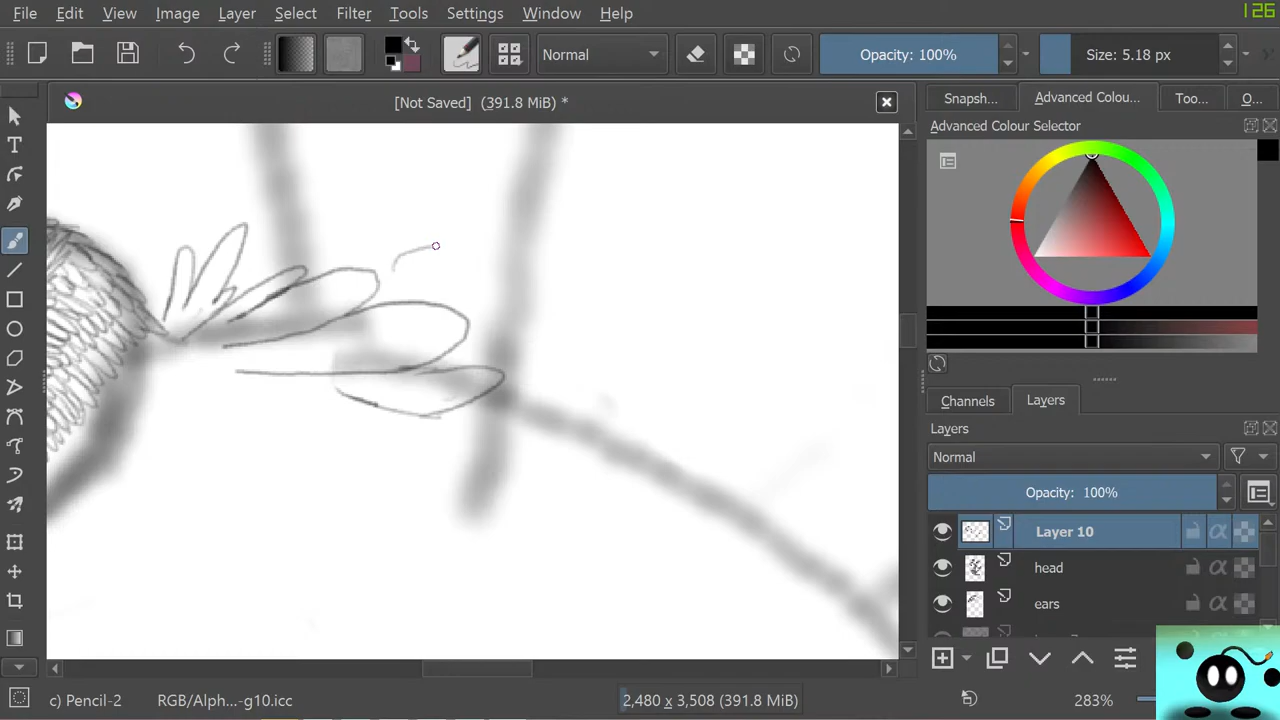 File Edit View Image Layer Select Filter Tools Settings Window Help 126
Normal Opacity: 100% Size: 5.18 px
[Not Saved] (391.8 MiB) *
Snapsh... Advanced Colou... Too... O...
Advanced Colour Selector
Channels Layers
Layers
Normal
Opacity: 100%
Layer 10
head
ears
c) Pencil-2 RGB/Alph...-g10.icc 2,480 x 3,508 (391.8 MiB) 283%